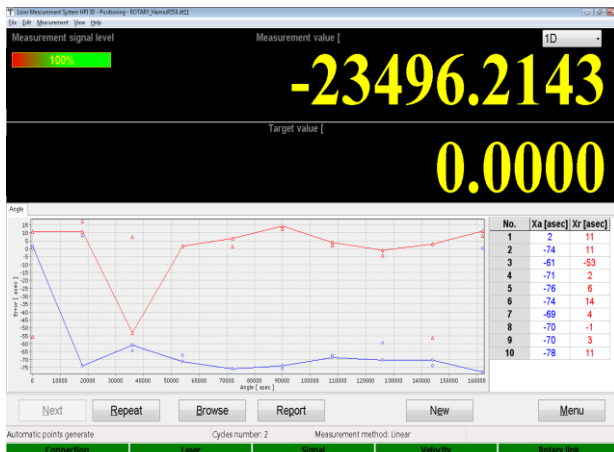 Laser Measurement System HPI 3D - Positioning - ROTARY_HarrasR558.dt11
File Edit Measurement View Help
Measurement signal level
Measurement value [
1D
100%
-23496.2143
Target value [
0.0000
Angle
15
10
5
0
-5
-10
-15
-20
-25
-30
-35
-40
-45
-50
-55
-60
-65
-70
-75
Error [ asec]
0 10000 20000 30000 40000 50000 60000 70000 80000 90000 100000 110000 120000 130000 140000 150000 160000
Angle [ asec]
No. Xa [asec] Xr [asec]
1 2 11
2 -74 11
3 -61 -53
4 -71 2
5 -76 6
6 -74 14
7 -69 4
8 -70 -1
9 -70 3
10 -78 11
Next Repeat Browse Report New Menu
Automatic points generate Cycles number: 2 Measurement method: Linear
Connection Laser Signal Velocity Rotary link